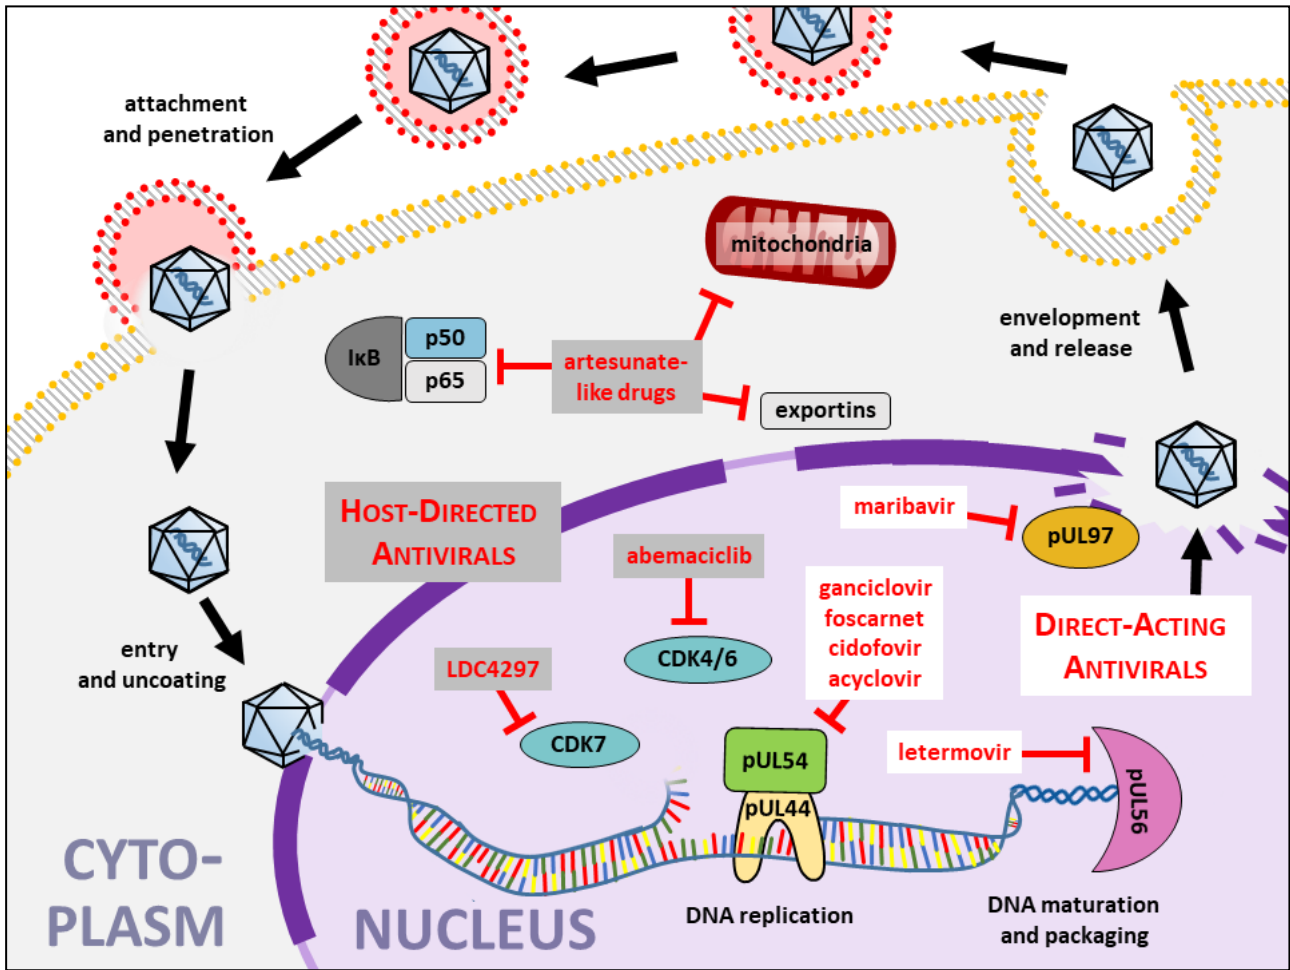 attachment
and penetration
mitochondria
envelopment
and release
IκB
p50
p65
artesunate-
like drugs
exportins
HOST-DIRECTED
ANTIVIRALS
maribavir
pUL97
abemaciclib
ganciclovir
foscarnet
cidofovir
acyclovir
DIRECT-ACTING
ANTIVIRALS
entry
and uncoating
LDC4297
CDK4/6
CDK7
pUL54
pUL44
letermovir
pUL56
CYTO-
PLASM
NUCLEUS
DNA replication
DNA maturation
and packaging